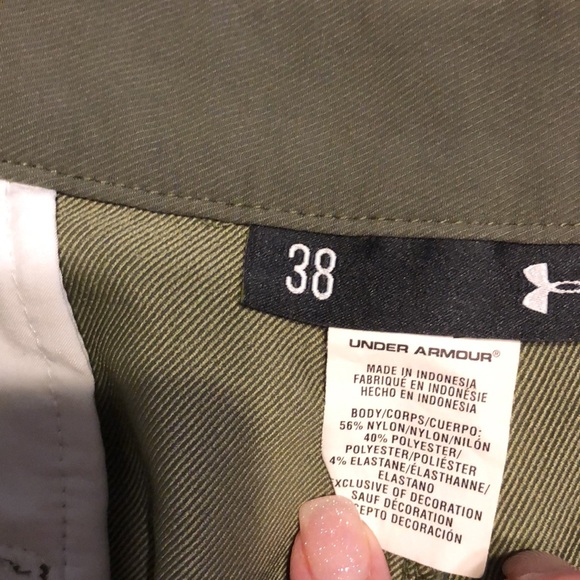 38
UNDER ARMOUR®
MADE IN INDONESIA
FABRIQUÉ EN INDONÉSIE
HECHO EN INDONESIA
BODY/CORPS/CUERPO:
56% NYLON/NYLON/NILÓN
40% POLYESTER/
POLYESTER/POLIÉSTER
4% ELASTANE/ÉLASTHANNE/
ELASTANO
EXCLUSIVE OF DECORATION
SAUF DÉCORATION
CEPTO DECORACIÓN